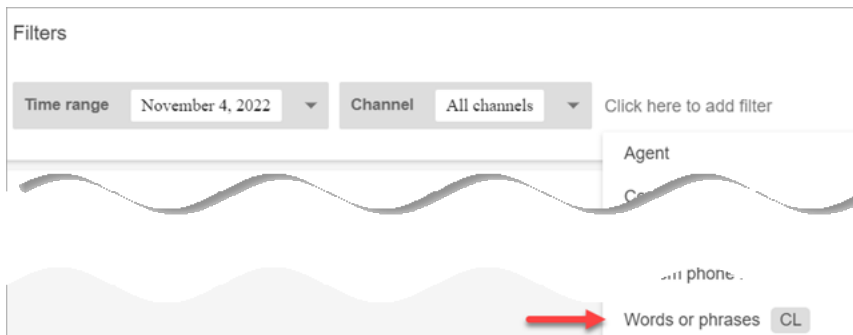 Filters
Time range November 4, 2022 Channel All channels Click here to add filter
Agent
phone
Words or phrases CL